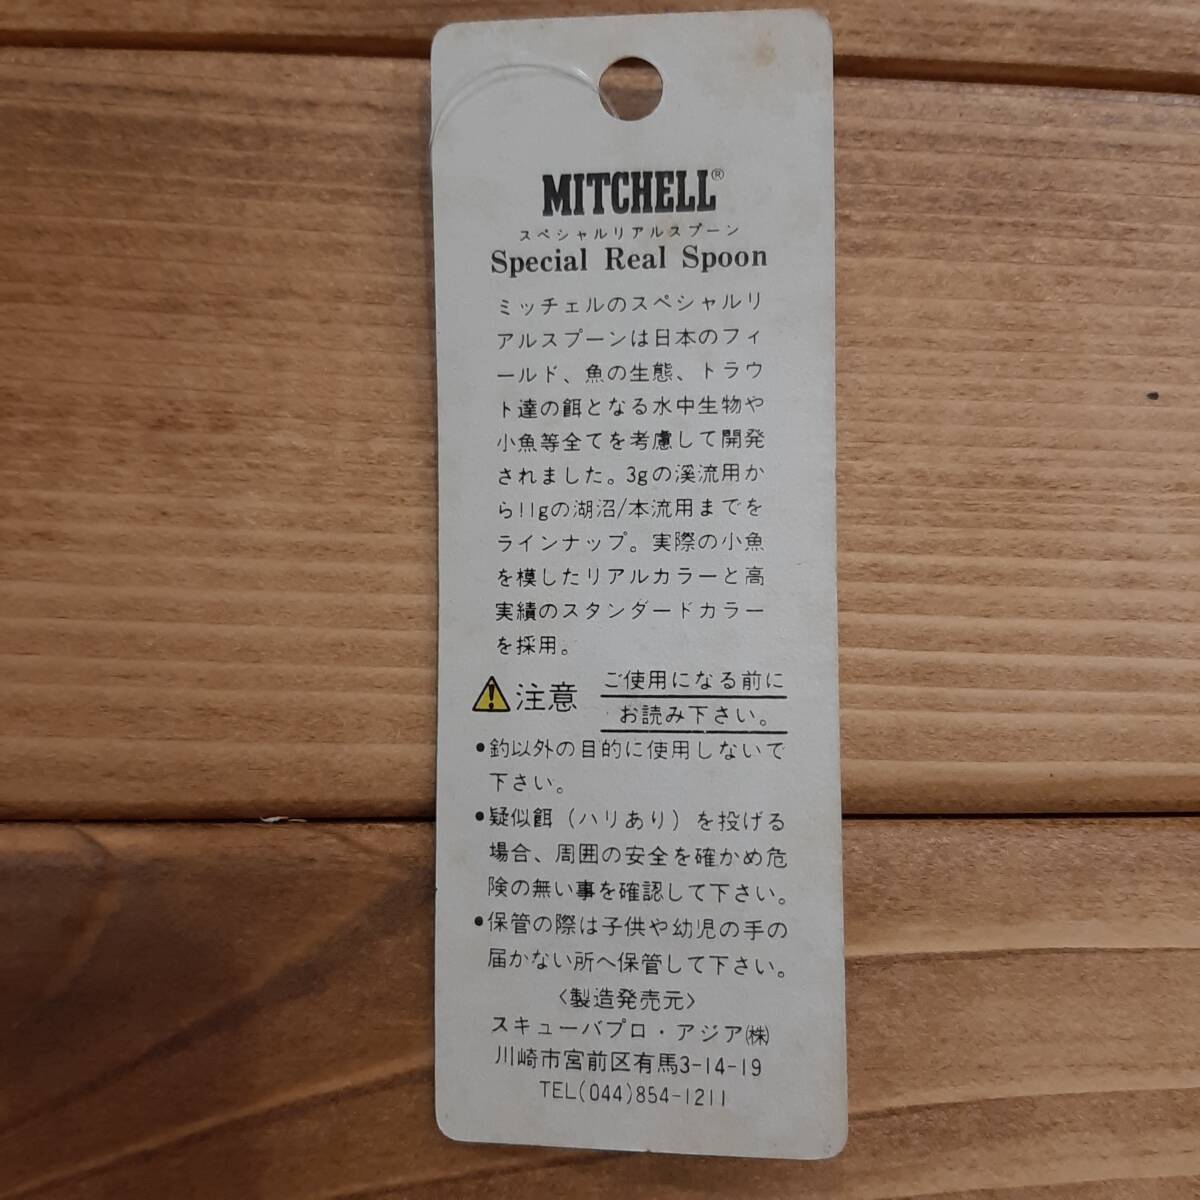 MITCHELL®
スペシャルリアルスプーン
Special Real Spoon
ミッチェルのスペシャルリ
アルスプーンは日本のフィ
ールド、魚の生態、トラウ
ト達の餌となる水中生物や
小魚等全てを考慮して開発
されました。3gの溪流用か
ら11gの湖沼/本流用までを
ラインナップ。実際の小魚
を模したリアルカラーと高
実績のスタンダードカラー
を採用。
注意 ご使用になる前に
お読み下さい。
•釣以外の目的に使用しないで
下さい。
•疑似餌（ハリあり）を投げる
場合、周囲の安全を確かめ危
険の無い事を確認して下さい。
•保管の際は子供や幼児の手の
届かない所へ保管して下さい。
〈製造発売元〉
スキューバプロ・アジア㈱
川崎市宮前区有馬3-14-19
TEL(044)854-1211